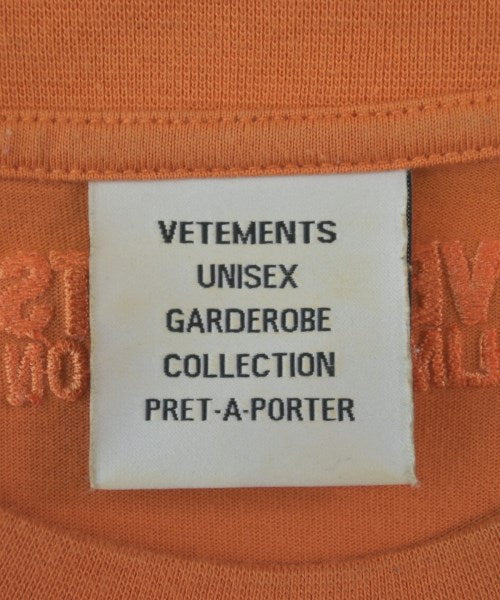 VETEMENTS
UNISEX
GARDEROBE
COLLECTION
PRET-A-PORTER